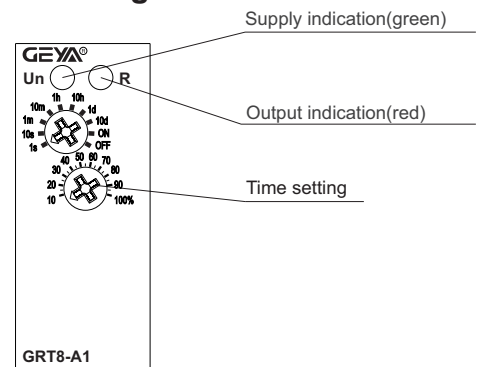 Supply indication(green)
GEYA®
Un R
Output indication(red)
1s 10s 1m 10m 1h 10h 1d 10d ON OFF
10 20 30 40 50 60 70 80 90 100%
Time setting
GRT8-A1